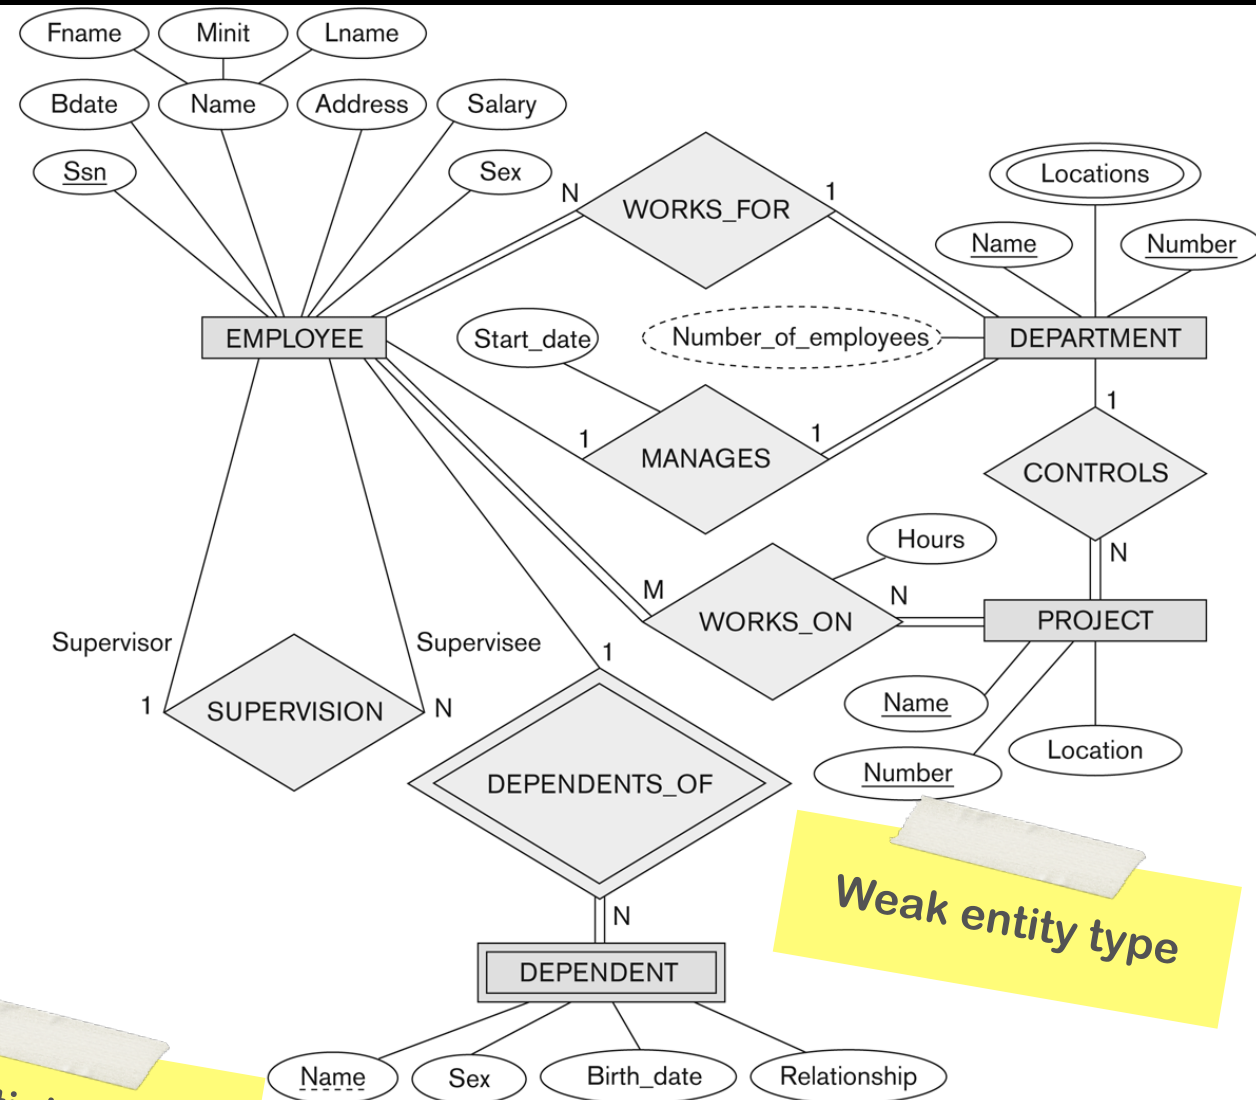 Fname
Minit
Lname
Bdate
Name
Address
Salary
Ssn
Sex
N
WORKS_FOR
1
Locations
Name
Number
EMPLOYEE
Start_date
Number_of_employees
DEPARTMENT
1
MANAGES
1
1
CONTROLS
N
Hours
M
WORKS_ON
N
PROJECT
Supervisor
Supervisee
1
SUPERVISION
N
1
Name
Location
Number
DEPENDENTS_OF
Weak entity type
N
DEPENDENT
Name
Sex
Birth_date
Relationship